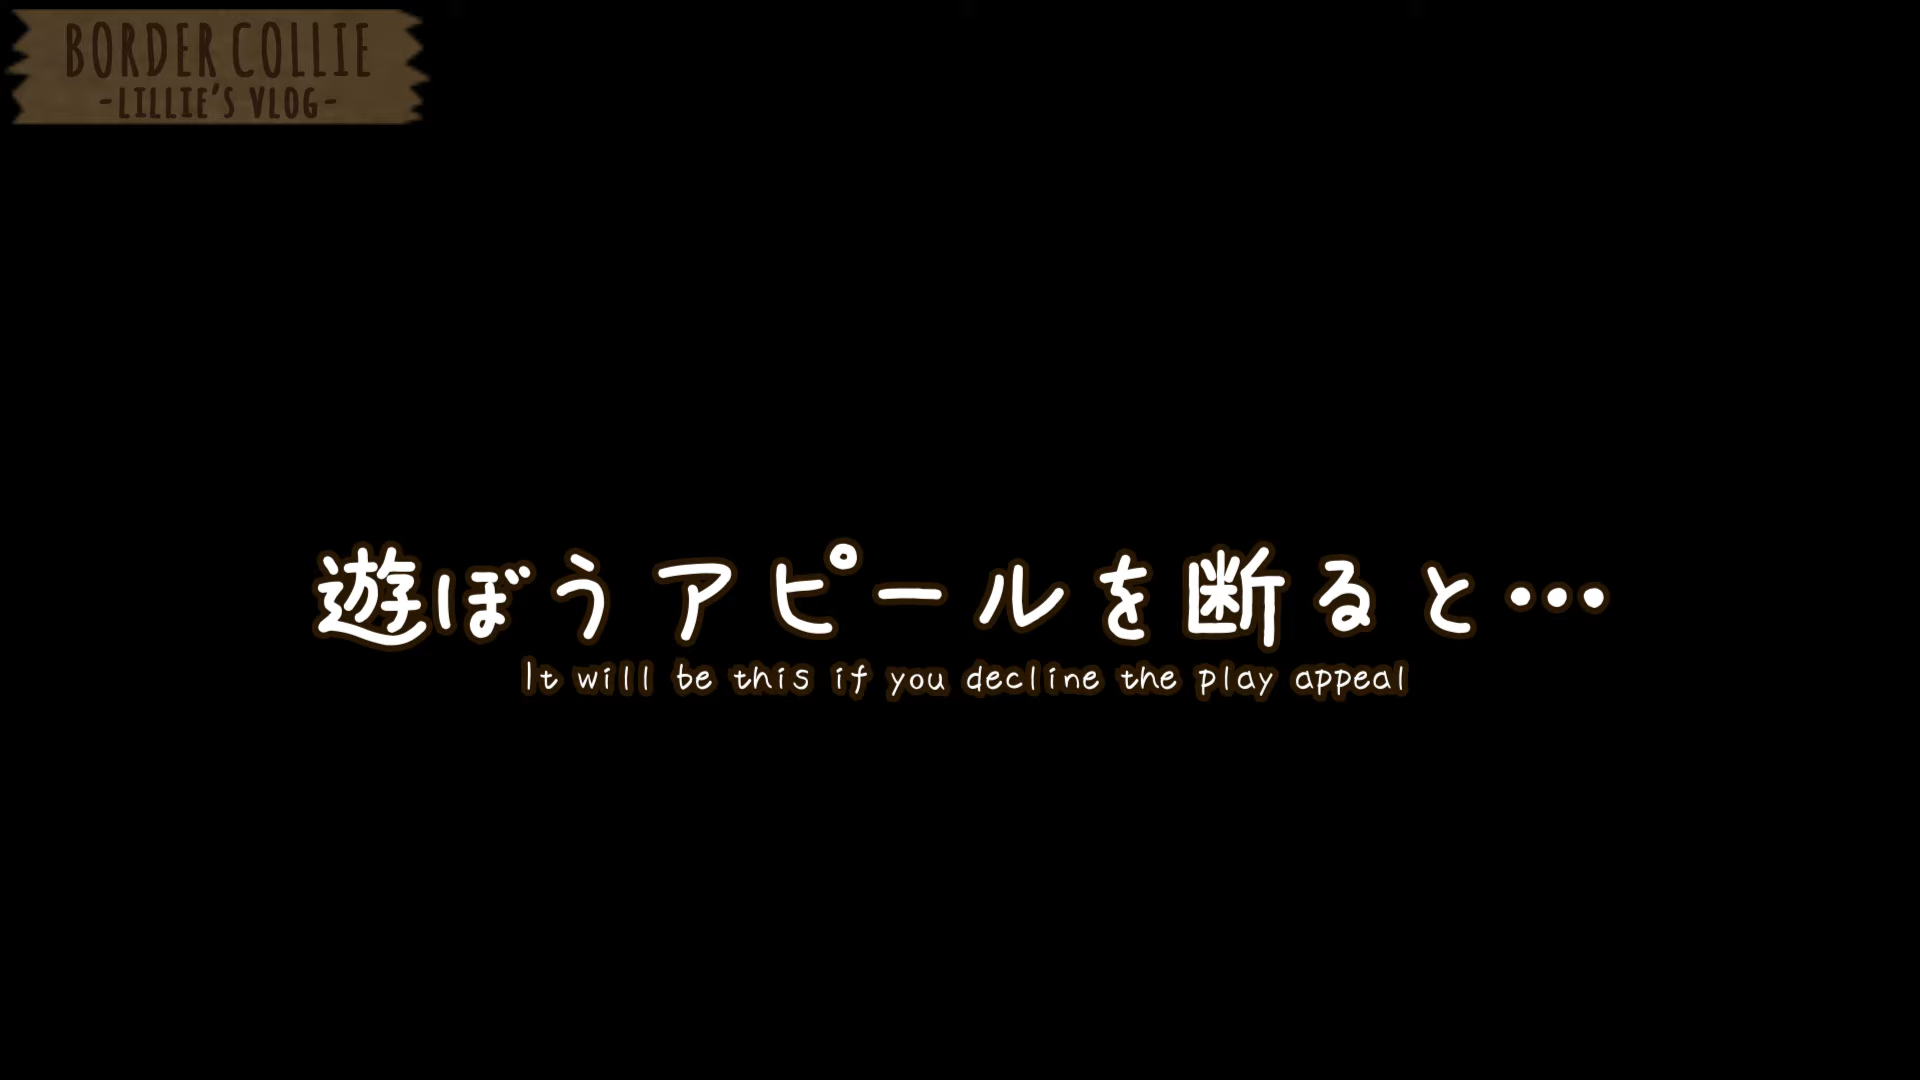 BORDER COLLIE
-LILLIE'S VLOG-
遊ぼうアピールを断ると…
It will be this if you decline the play appeal